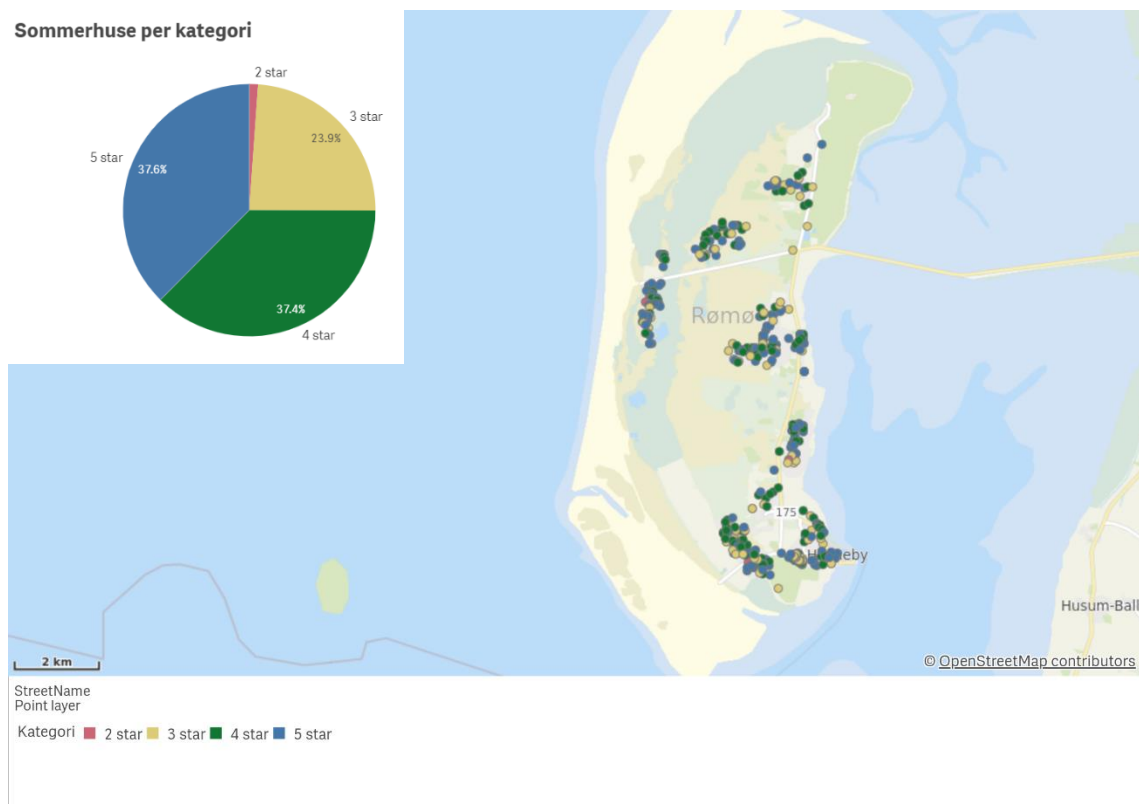 Sommerhuse per kategori
2 star
3 star
23.9%
5 star
37.6%
37.4%
4 star
Rømø
175
Husum-Ball
2 km
© OpenStreetMap contributors
StreetName
Point layer
Kategori 2 star 3 star 4 star 5 star